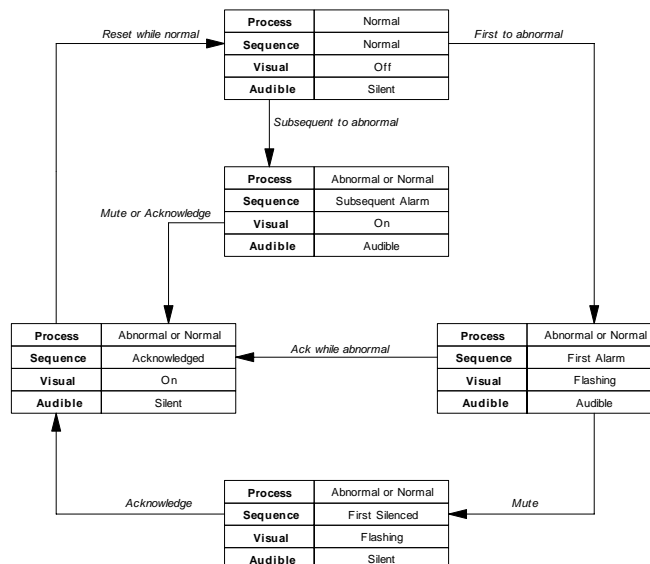 Reset while normal
Process Normal
Sequence Normal
Visual Off
Audible Silent
First to abnormal
Subsequent to abnormal
Process Abnormal or Normal
Sequence Subsequent Alarm
Visual On
Audible Audible
Mute or Acknowledge
Process Abnormal or Normal
Sequence Acknowledged
Visual On
Audible Silent
Ack while abnormal
Process Abnormal or Normal
Sequence First Alarm
Visual Flashing
Audible Audible
Acknowledge
Process Abnormal or Normal
Sequence First Silenced
Visual Flashing
Audible Silent
Mute